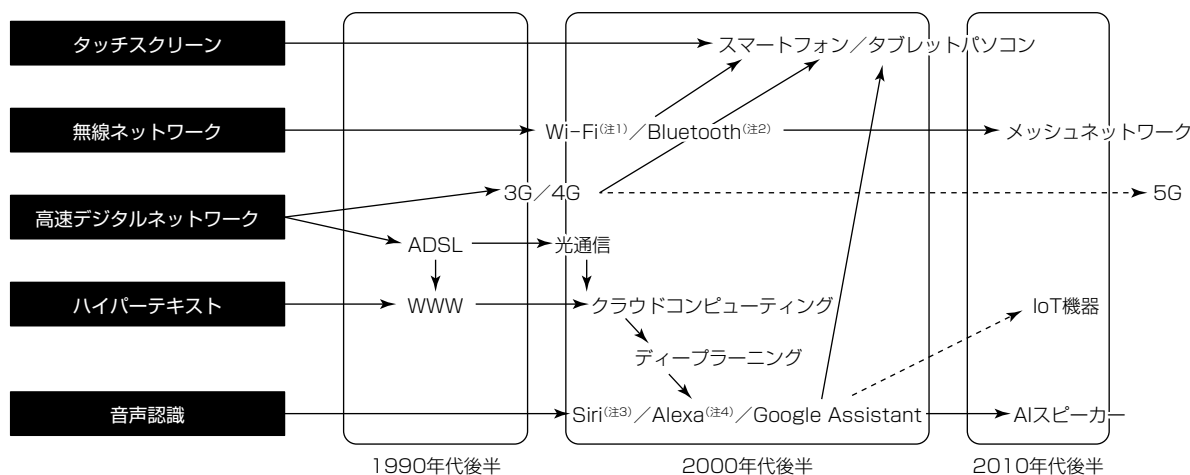 タッチスクリーン
スマートフォン／タブレットパソコン
無線ネットワーク
Wi-Fi(注1)／Bluetooth(注2)
メッシュネットワーク
3G／4G
5G
高速デジタルネットワーク
ADSL
光通信
ハイパーテキスト
WWW
クラウドコンピューティング
IoT機器
ディープラーニング
音声認識
Siri(注3)／Alexa(注4)／Google Assistant
AIスピーカー
1990年代後半
2000年代後半
2010年代後半